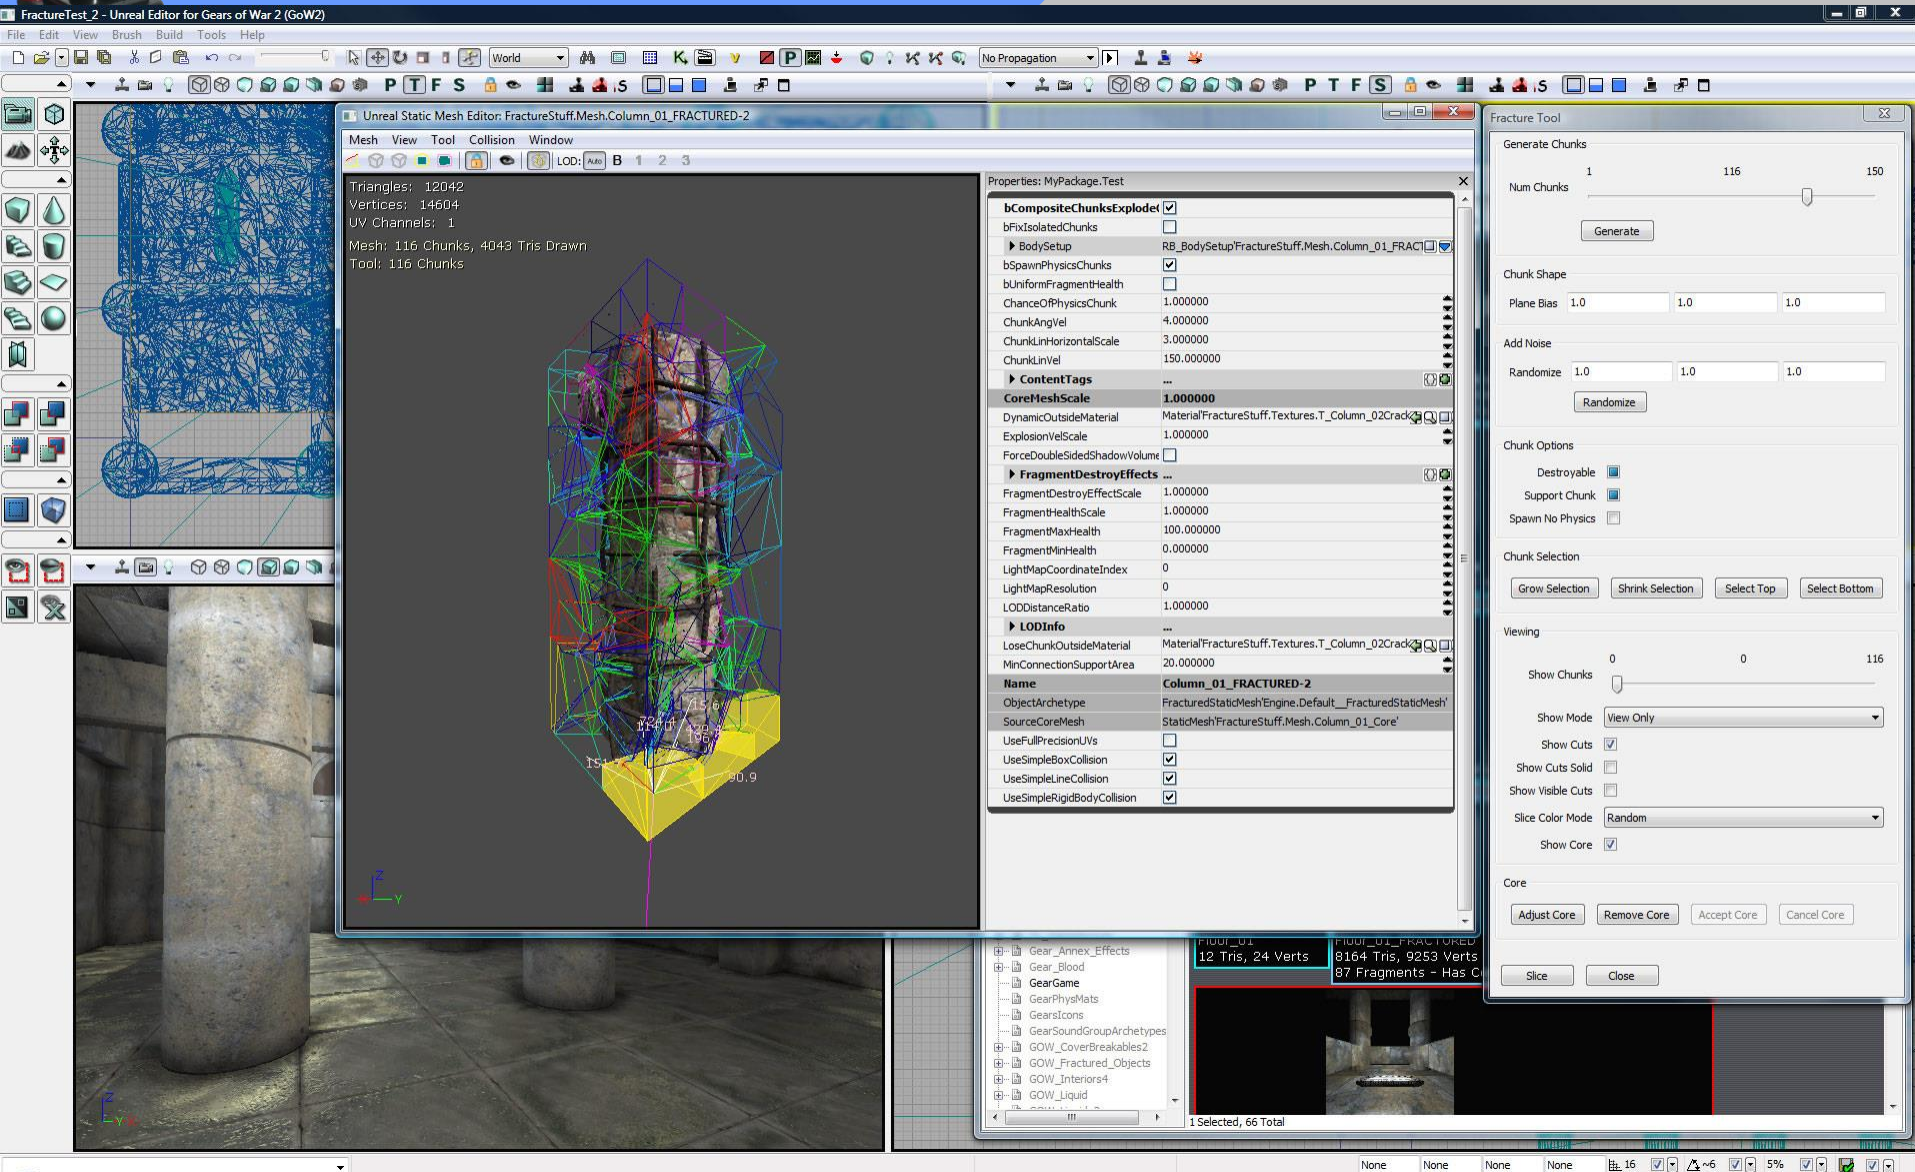 FractureTest_2 - Unreal Editor for Gears of War 2 (GoW2)
File Edit View Brush Build Tools Help
World
No Propagation
P T F S
P T F S
Unreal Static Mesh Editor: FractureStuff.Mesh.Column_01_FRACTURED-2
Mesh View Tool Collision Window
LOD: Auto B 1 2 3
Triangles: 12042
Vertices: 14604
UV Channels: 1
Mesh: 116 Chunks, 4043 Tris Drawn
Tool: 116 Chunks
90.9
Z
Y
Properties: MyPackage.Test
bCompositeChunksExplode
bFixIsolatedChunks
BodySetup RB_BodySetup'FractureStuff.Mesh.Column_01_FRACT
bSpawnPhysicsChunks
bUniformFragmentHealth
ChanceOfPhysicsChunk 1.000000
ChunkAngVel 4.000000
ChunkLinHorizontalScale 3.000000
ChunkLinVel 150.000000
ContentTags ...
CoreMeshScale 1.000000
DynamicOutsideMaterial Material'FractureStuff.Textures.T_Column_02Crack
ExplosionVelScale 1.000000
ForceDoubleSidedShadowVolume
FragmentDestroyEffects ...
FragmentDestroyEffectScale 1.000000
FragmentHealthScale 1.000000
FragmentMaxHealth 100.000000
FragmentMinHealth 0.000000
LightMapCoordinateIndex 0
LightMapResolution 0
LODDistanceRatio 1.000000
LODInfo ...
LoseChunkOutsideMaterial Material'FractureStuff.Textures.T_Column_02Crack
MinConnectionSupportArea 20.000000
Name Column_01_FRACTURED-2
ObjectArchetype FracturedStaticMesh'Engine.Default__FracturedStaticMesh'
SourceCoreMesh StaticMesh'FractureStuff.Mesh.Column_01_Core'
UseFullPrecisionUVs
UseSimpleBoxCollision
UseSimpleLineCollision
UseSimpleRigidBodyCollision
Fracture Tool
Generate Chunks
1 116 150
Num Chunks
Generate
Chunk Shape
Plane Bias 1.0 1.0 1.0
Add Noise
Randomize 1.0 1.0 1.0
Randomize
Chunk Options
Destroyable
Support Chunk
Spawn No Physics
Chunk Selection
Grow Selection Shrink Selection Select Top Select Bottom
Viewing
0 0 116
Show Chunks
Show Mode View Only
Show Cuts
Show Cuts Solid
Show Visible Cuts
Slice Color Mode Random
Show Core
Core
Adjust Core Remove Core Accept Core Cancel Core
Slice Close
Gear_Annex_Effects
Gear_Blood
GearGame
GearPhysMats
GearsIcons
GearSoundGroupArchetypes
GOW_CoverBreakables2
GOW_Fractured_Objects
GOW_Interiors4
GOW_Liquid
Floor_01
12 Tris, 24 Verts
Floor_01_FRACTURED
8164 Tris, 9253 Verts
87 Fragments - Has C
1 Selected, 66 Total
Z
Y
None None None None 16 ~6 5%